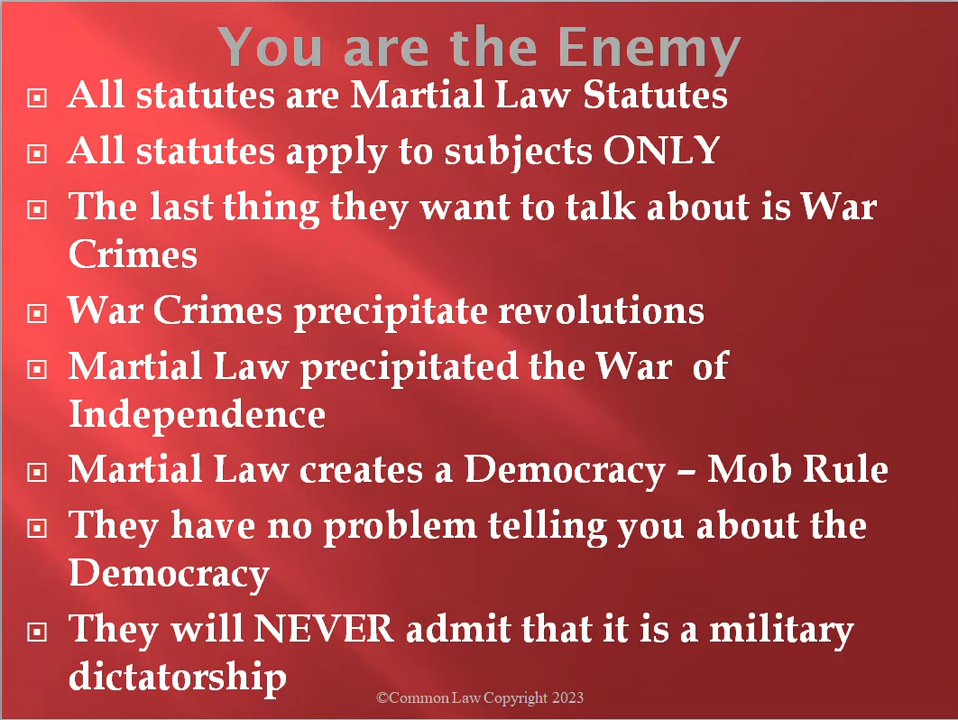 You are the Enemy
All statutes are Martial Law Statutes
All statutes apply to subjects ONLY
The last thing they want to talk about is War
Crimes
War Crimes precipitate revolutions
Martial Law precipitated the War  of
Independence
Martial Law creates a Democracy – Mob Rule
They have no problem telling you about the
Democracy
They will NEVER admit that it is a military
dictatorship
©Common Law Copyright 2023